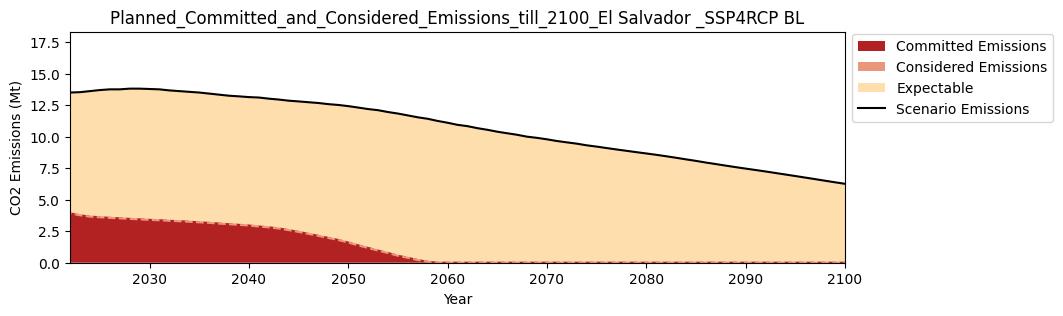 Planned_Committed_and_Considered_Emissions_till_2100_El Salvador _SSP4RCP BL
17.5
15.0
12.5
10.0
7.5
5.0
2.5
0.0
CO2 Emissions (Mt)
2030
2040
2050
2060
2070
2080
2090
2100
Year
Committed Emissions
Considered Emissions
Expectable
Scenario Emissions